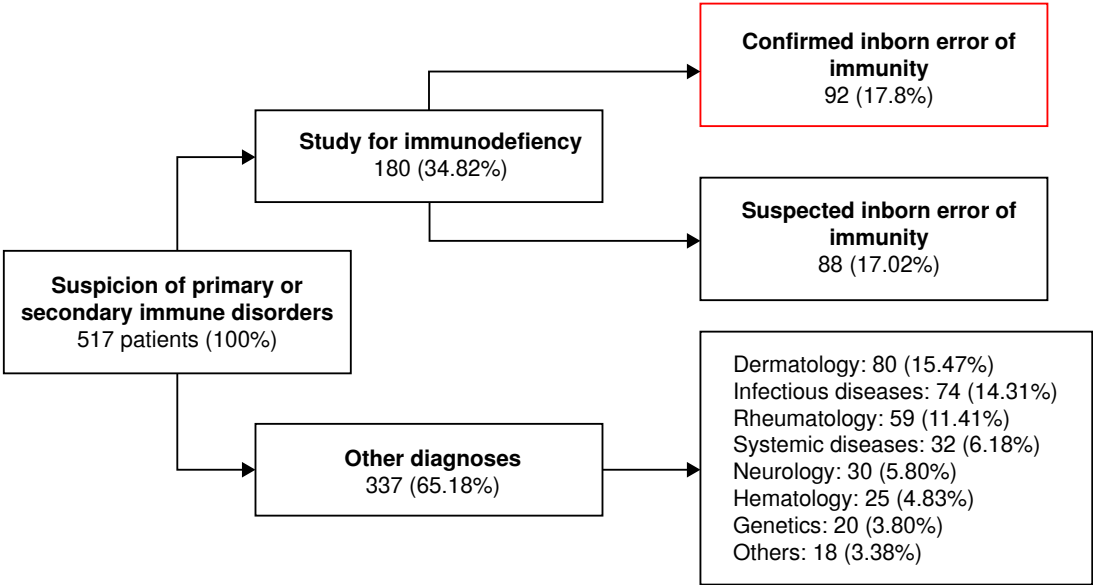 Confirmed inborn error of
immunity
92 (17.8%)
Study for immunodefiency
180 (34.82%)
Suspected inborn error of
immunity
88 (17.02%)
Suspicion of primary or
secondary immune disorders
517 patients (100%)
Other diagnoses
337 (65.18%)
Dermatology: 80 (15.47%)
Infectious diseases: 74 (14.31%)
Rheumatology: 59 (11.41%)
Systemic diseases: 32 (6.18%)
Neurology: 30 (5.80%)
Hematology: 25 (4.83%)
Genetics: 20 (3.80%)
Others: 18 (3.38%)